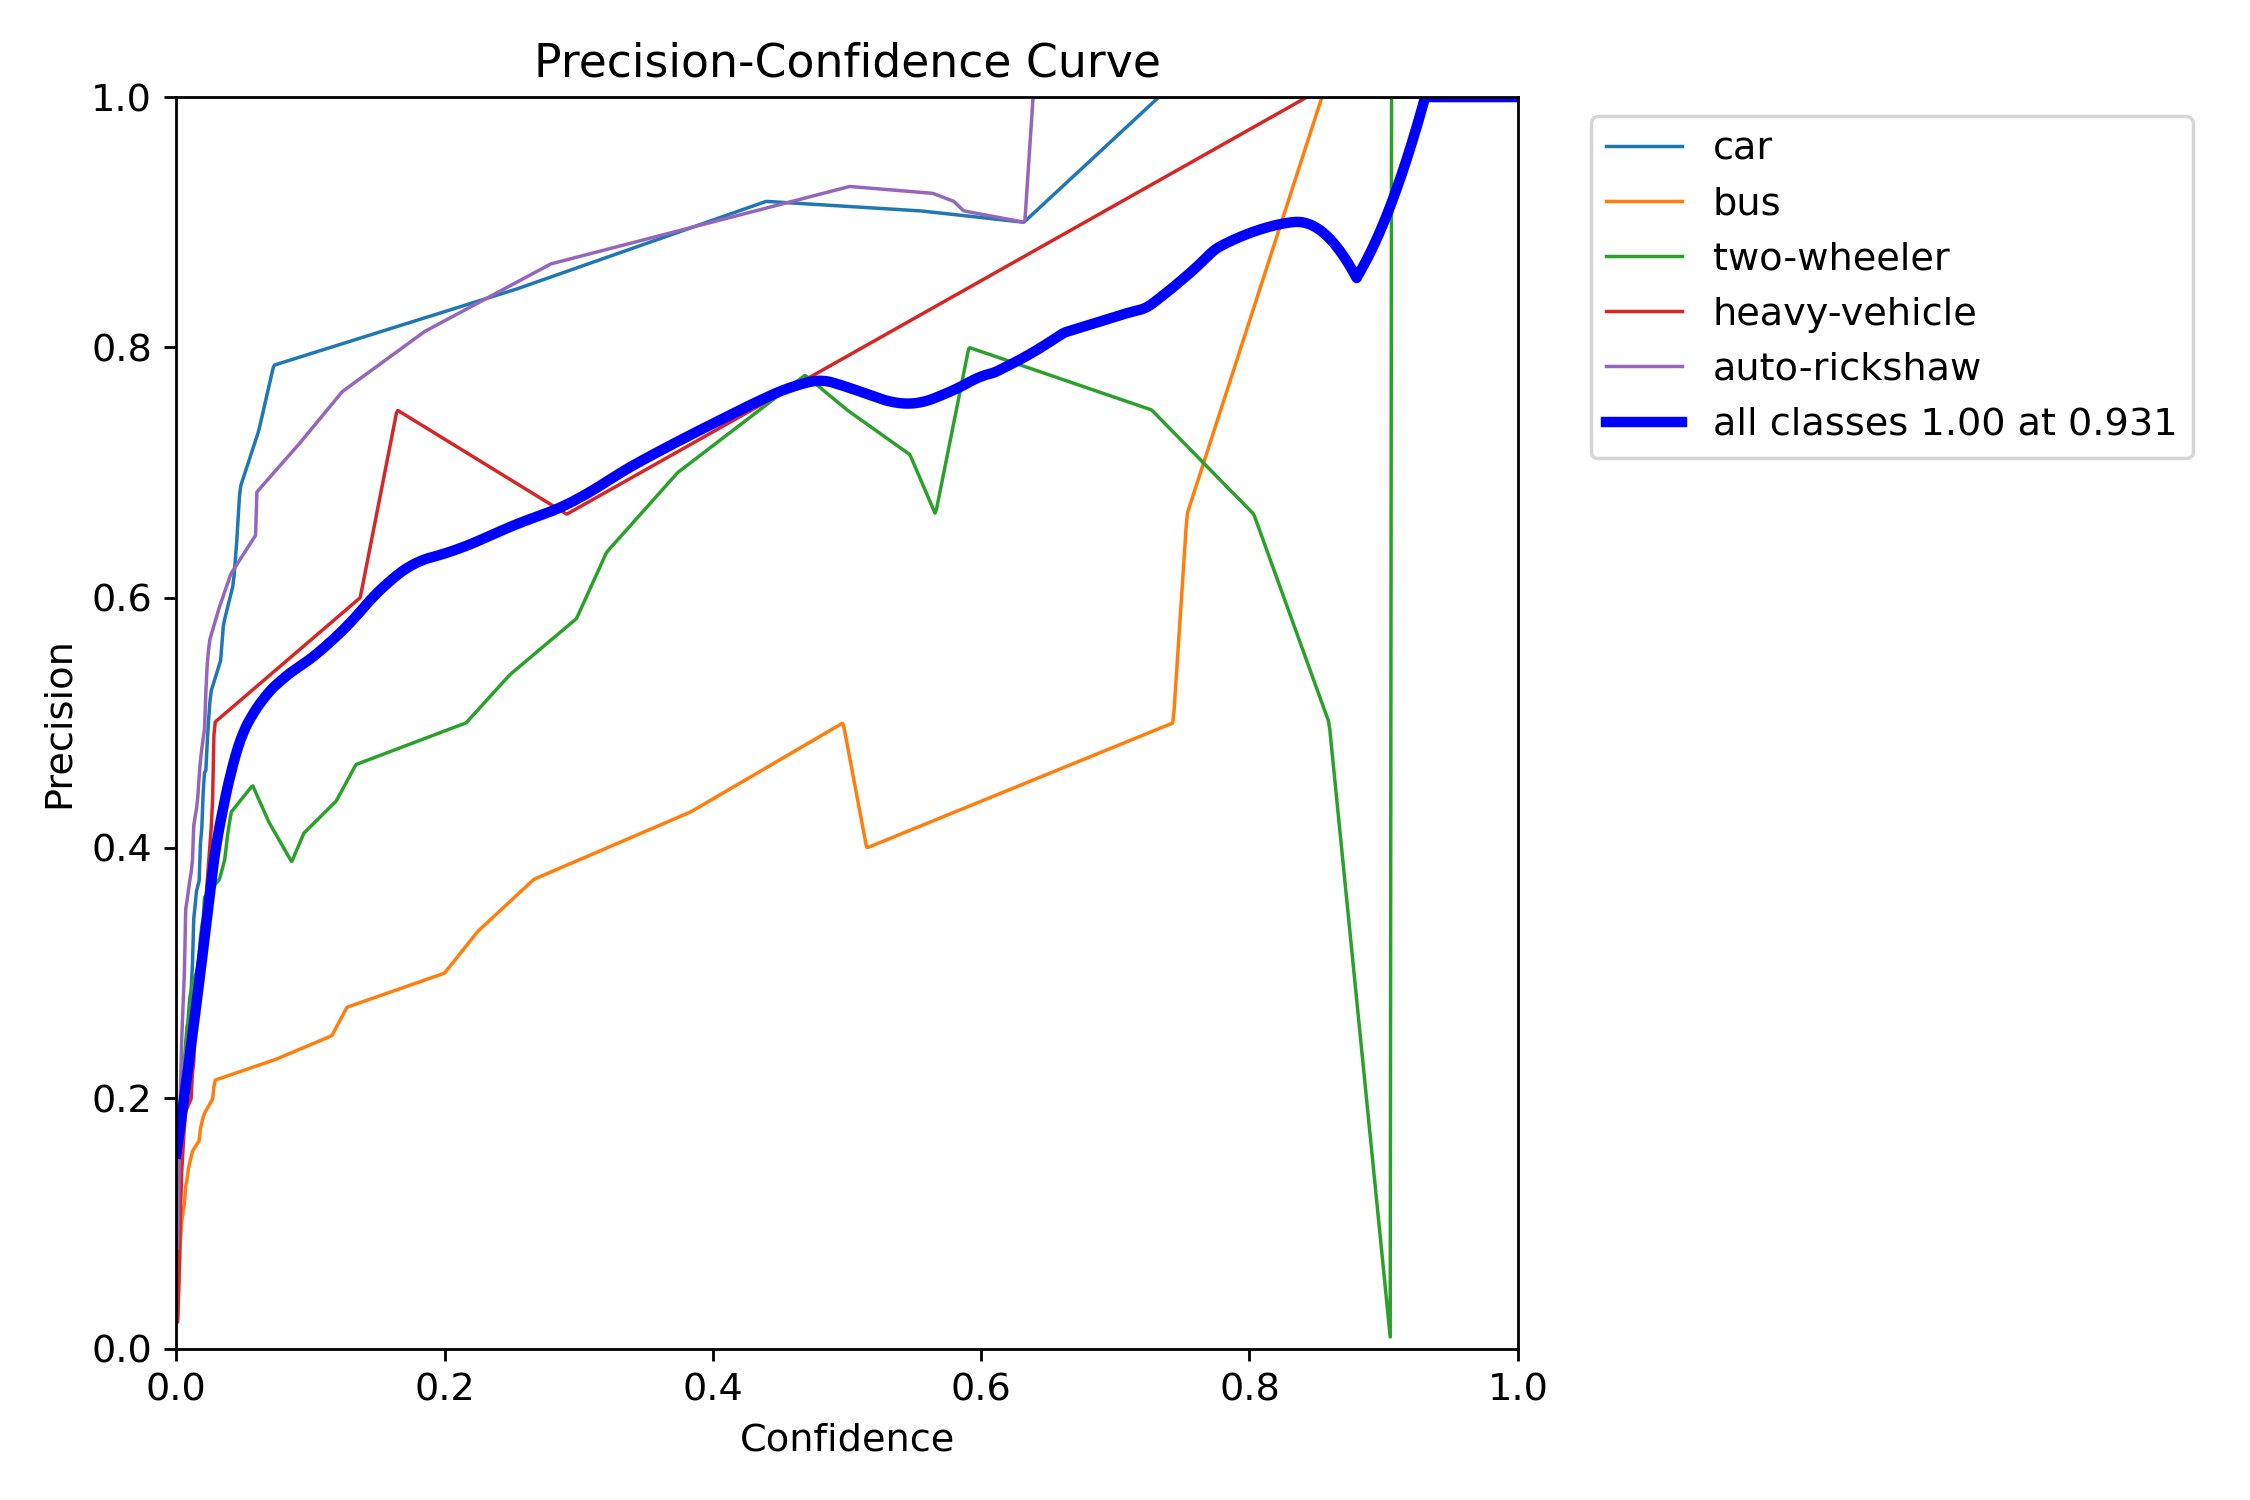 Precision-Confidence Curve
1.0
0.8
0.6
0.4
0.2
0.0
Precision
0.0 0.2 0.4 0.6 0.8 1.0
Confidence
car
bus
two-wheeler
heavy-vehicle
auto-rickshaw
all classes 1.00 at 0.931